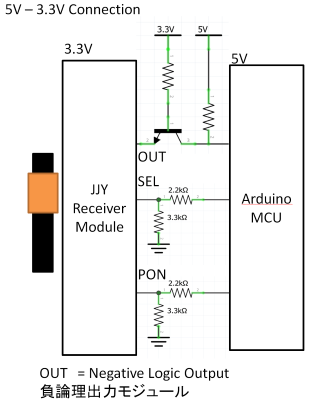 5V – 3.3V Connection
3.3V
5V
3.3V
5V
OUT
SEL
2.2kΩ
3.3kΩ
JJY
Receiver
Module
Arduino
MCU
PON
2.2kΩ
3.3kΩ
OUT = Negative Logic Output
負論理出力モジュール